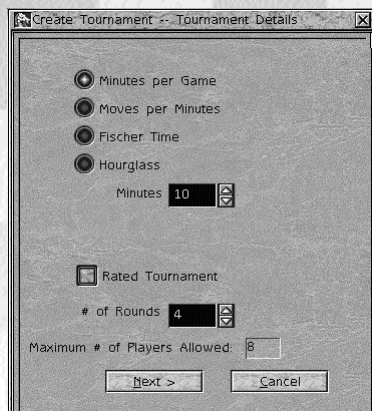 Create Tournament -- Tournament Details
Minutes per Game
Moves per Minutes
Fischer Time
Hourglass
Minutes 10
Rated Tournament
# of Rounds 4
Maximum # of Players Allowed: 8
Next > Cancel